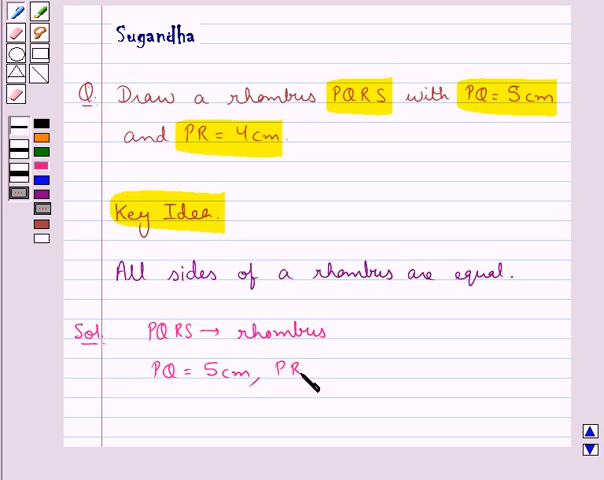 Sugandha
Q. Draw a rhombus PQRS with PQ = 5cm
and PR = 4cm.
Key Idea.
All sides of a rhombus are equal.
Sol. PQRS → rhombus
PQ = 5cm, PR